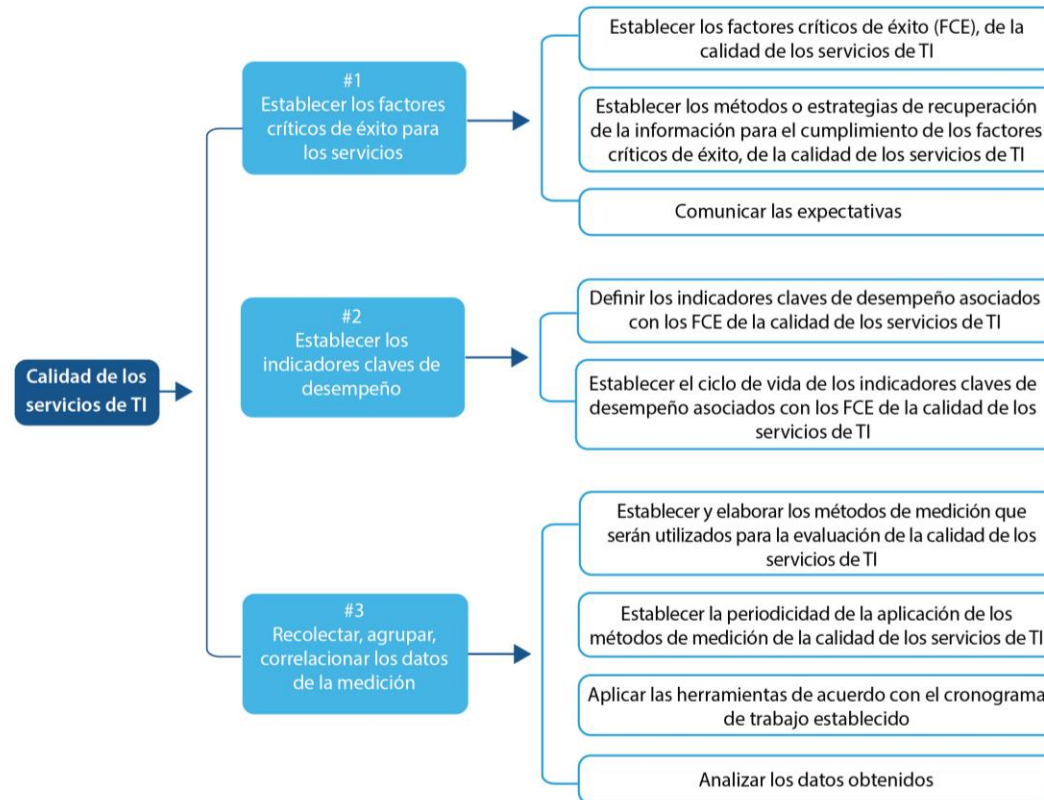 Calidad de los
servicios de TI
#1
Establecer los factores
críticos de éxito para
los servicios
Establecer los factores críticos de éxito (FCE), de la
calidad de los servicios de TI
Establecer los métodos o estrategias de recuperación
de la información para el cumplimiento de los factores
críticos de éxito, de la calidad de los servicios de TI
Comunicar las expectativas
#2
Establecer los
indicadores claves de
desempeño
Definir los indicadores claves de desempeño asociados
con los FCE de la calidad de los servicios de TI
Establecer el ciclo de vida de los indicadores claves de
desempeño asociados con los FCE de la calidad de los
servicios de TI
#3
Recolectar, agrupar,
correlacionar los datos
de la medición
Establecer y elaborar los métodos de medición que
serán utilizados para la evaluación de la calidad de los
servicios de TI
Establecer la periodicidad de la aplicación de los
métodos de medición de la calidad de los servicios de TI
Aplicar las herramientas de acuerdo con el cronograma
de trabajo establecido
Analizar los datos obtenidos